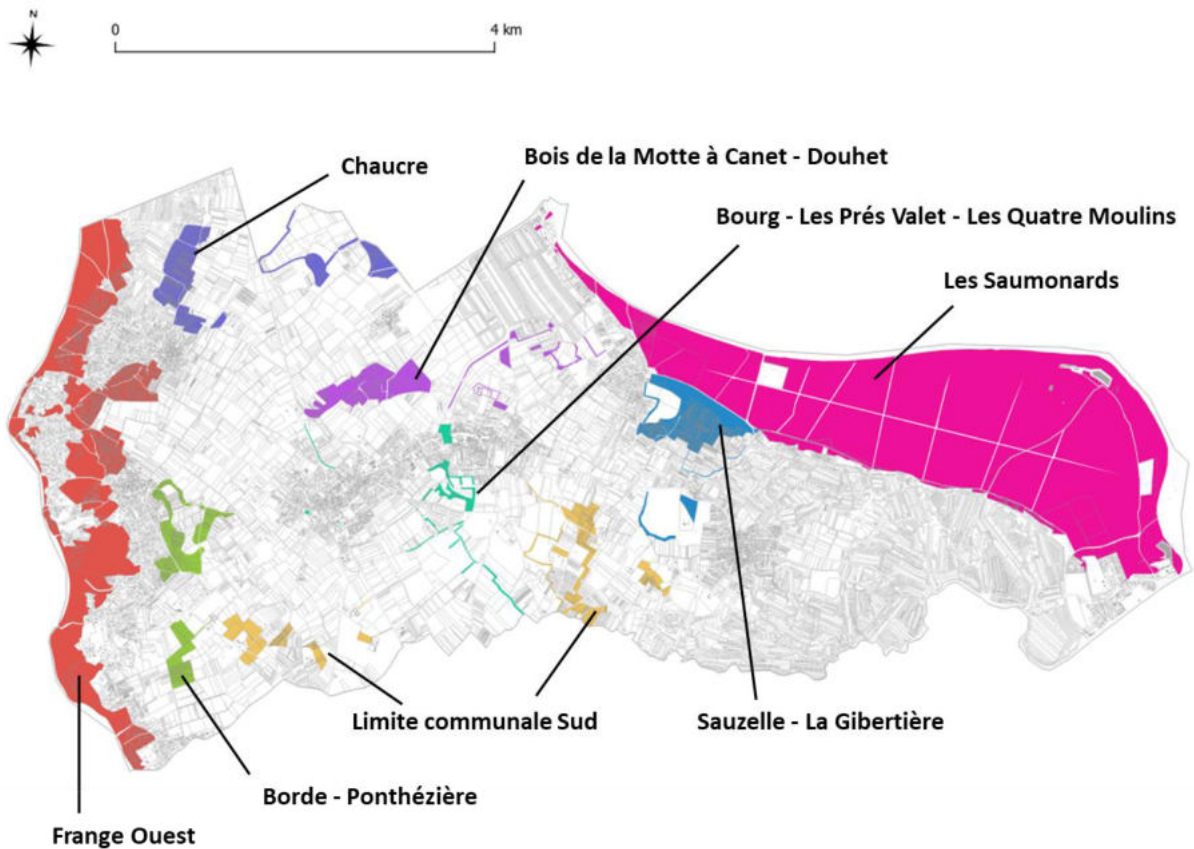 N
0
4 km
Chaucre
Bois de la Motte à Canet - Douhet
Bourg - Les Prés Valet - Les Quatre Moulins
Les Saumonards
Limite communale Sud
Sauzelle - La Gibertière
Borde - Ponthézière
Frange Ouest